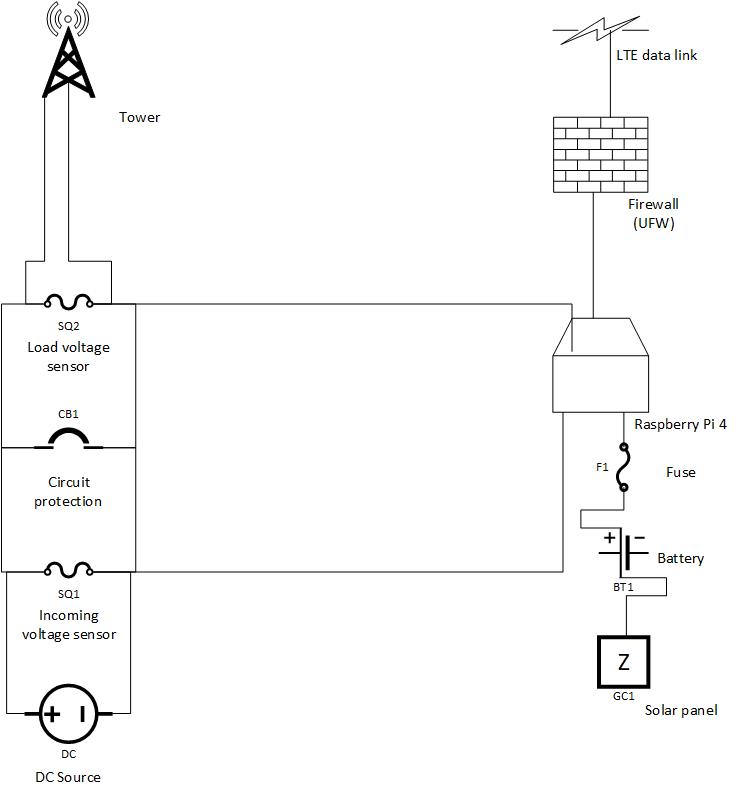 LTE data link
Tower
Firewall
(UFW)
SQ2
Load voltage
sensor
CB1
Raspberry Pi 4
F1
Fuse
Circuit
protection
+ −
Battery
BT1
SQ1
Incoming
voltage sensor
Z
GC1
Solar panel
+
DC
DC Source